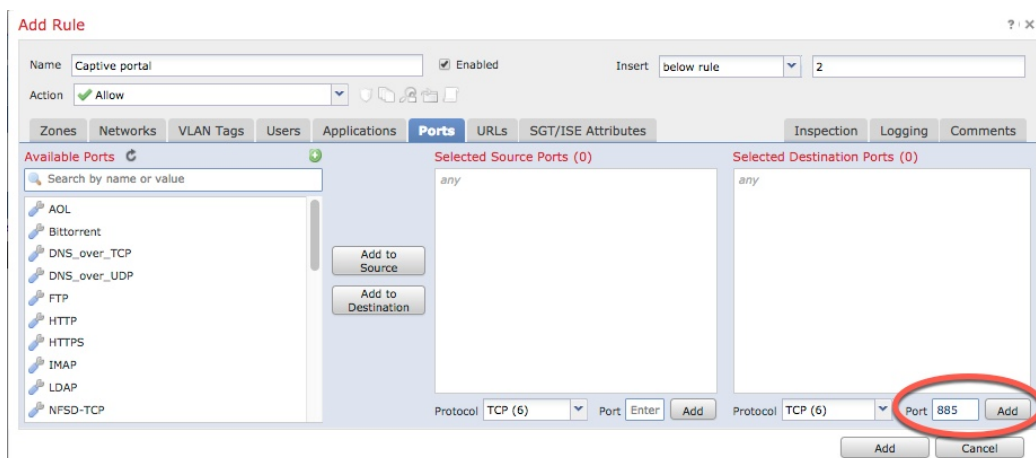 Add Rule
Name Captive portal Enabled Insert below rule 2
Action Allow
Zones Networks VLAN Tags Users Applications Ports URLs SGT/ISE Attributes Inspection Logging Comments
Available Ports Selected Source Ports (0) Selected Destination Ports (0)
Search by name or value any any
AOL
Bittorrent
DNS_over_TCP
DNS_over_UDP
FTP
HTTP
HTTPS
IMAP
LDAP
NFSD-TCP
Add to
Source
Add to
Destination
Protocol TCP (6) Port Enter Add Protocol TCP (6) Port 885 Add
Add Cancel